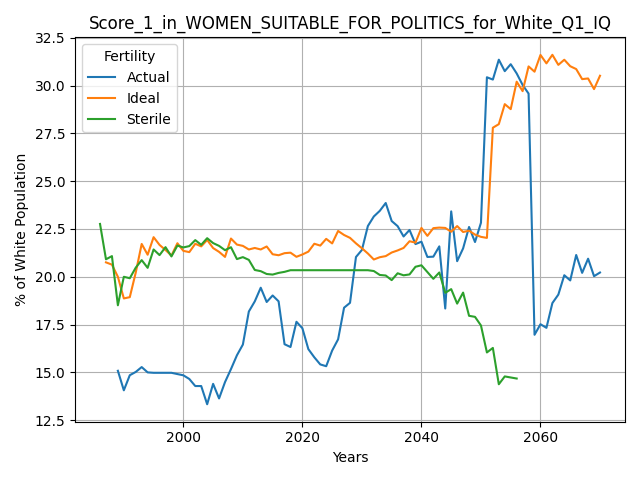 Score_1_in_WOMEN_SUITABLE_FOR_POLITICS_for_White_Q1_IQ
Fertility
Actual
Ideal
Sterile
% of White Population
32.5
30.0
27.5
25.0
22.5
20.0
17.5
15.0
12.5
2000
2020
2040
2060
Years